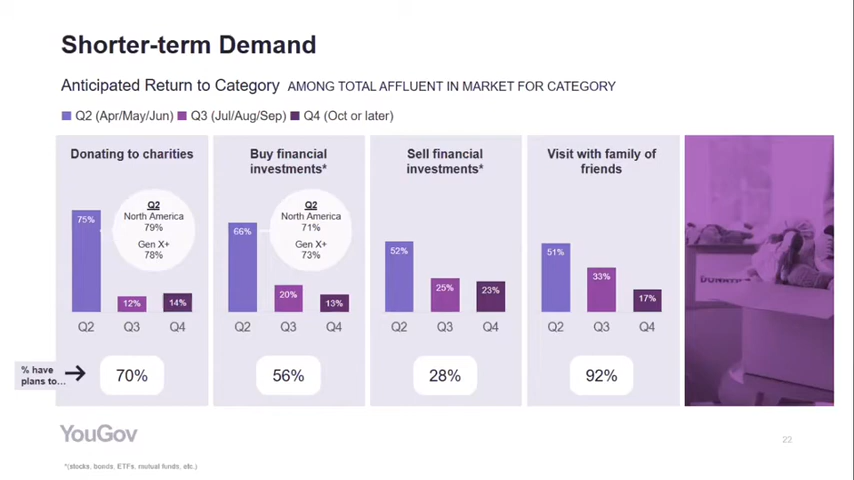 Shorter-term Demand
Anticipated Return to Category AMONG TOTAL AFFLUENT IN MARKET FOR CATEGORY
Q2 (Apr/May/Jun) Q3 (Jul/Aug/Sep) Q4 (Oct or later)
Donating to charities
75%
Q2
North America
79%
Gen X+
78%
12%
14%
Q2 Q3 Q4
Buy financial
investments*
66%
Q2
North America
71%
Gen X+
73%
20%
13%
Q2 Q3 Q4
Sell financial
investments*
52%
25%
23%
Q2 Q3 Q4
Visit with family of
friends
51%
33%
17%
Q2 Q3 Q4
% have
plans to...
70%
56%
28%
92%
YouGov
22
*(stocks, bonds, ETFs, mutual funds, etc.)